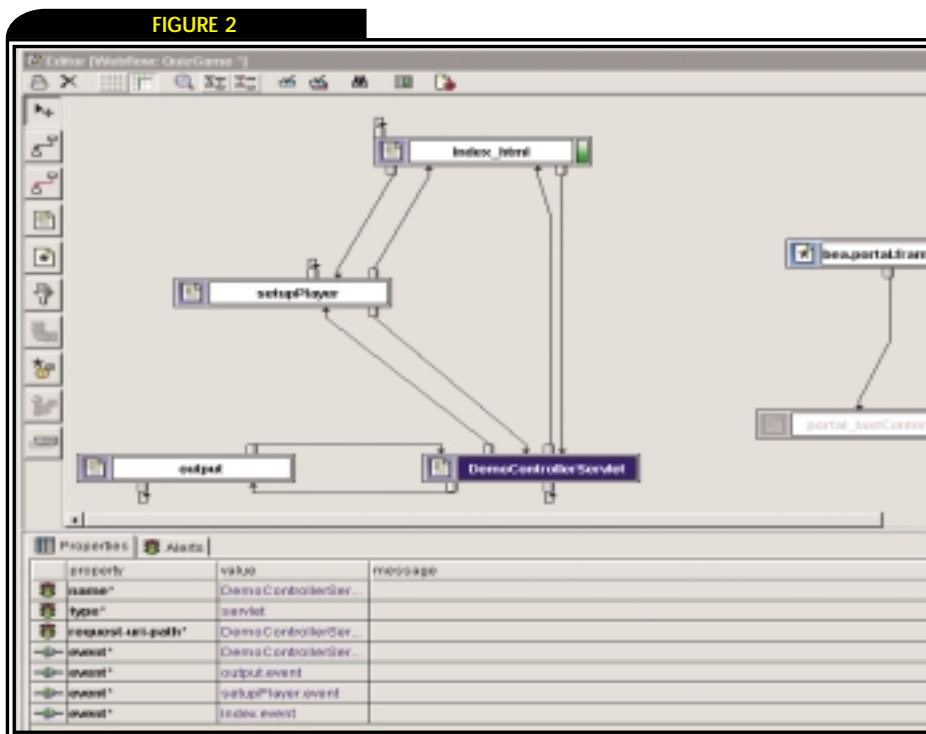 FIGURE 2
Editor [Webflow: QuizGame *]
index_html
bea.portal.fram
setupPlayer
portal_lastConten
output
DemoControllerServlet
Properties Alerts
property value message
name* DemoControllerSer...
type* servlet
request-uri-path* DemoControllerSer...
event* DemoControllerSer...
event* output.event
event* setupPlayer.event
event* index.event